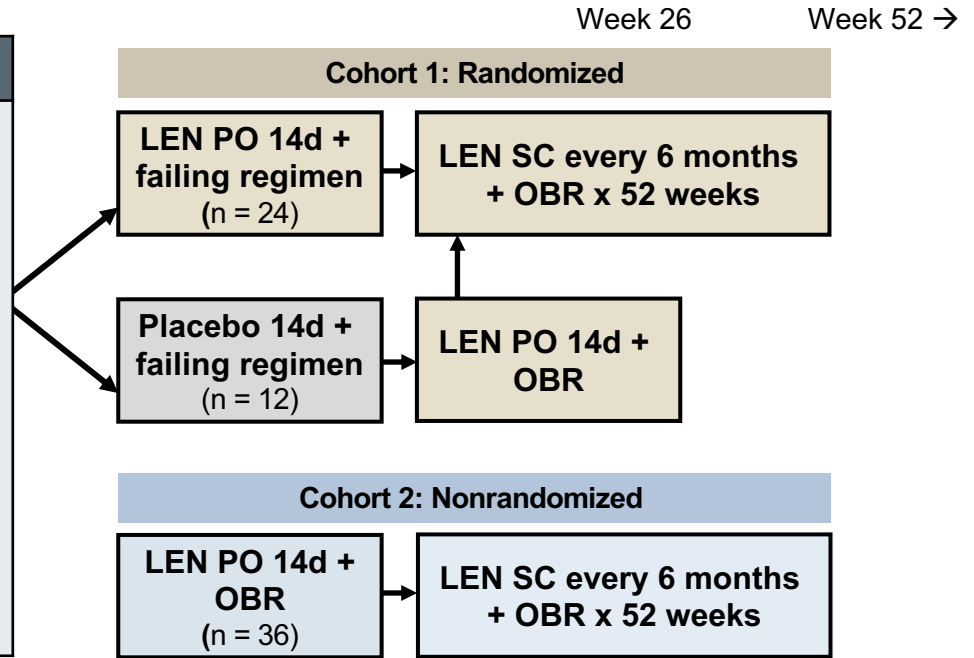 Week 26
Week 52 →
Cohort 1: Randomized
LEN PO 14d +
failing regimen
(n = 24)
LEN SC every 6 months
+ OBR x 52 weeks
Placebo 14d +
failing regimen
(n = 12)
LEN PO 14d +
OBR
Cohort 2: Nonrandomized
LEN PO 14d +
OBR
(n = 36)
LEN SC every 6 months
+ OBR x 52 weeks